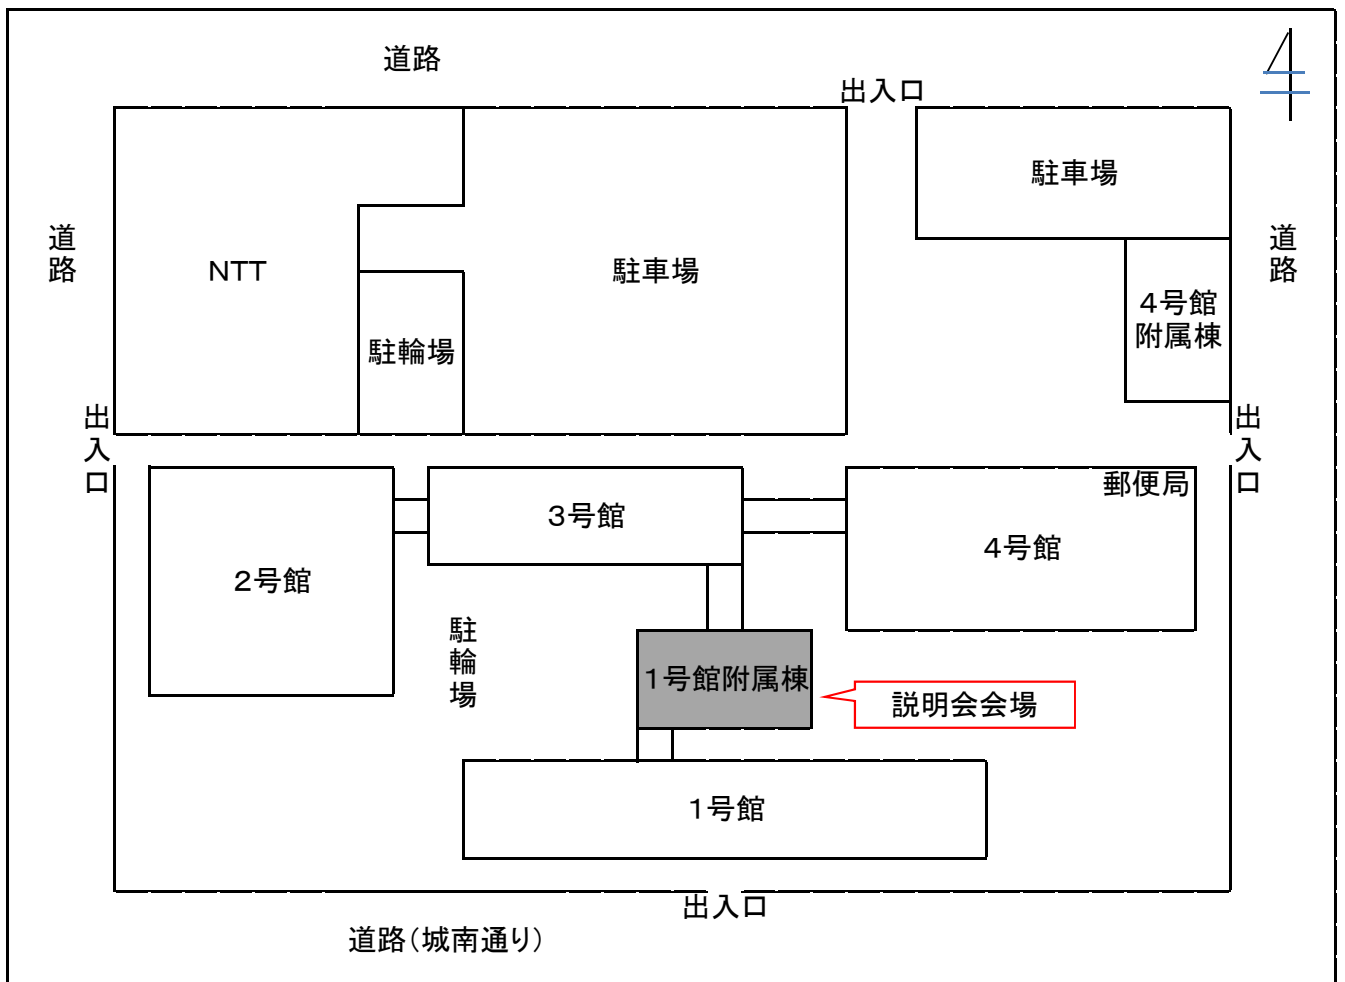 道路
出入口
駐車場
道路
道路
NTT
駐車場
4号館
附属棟
駐輪場
出入口
出入口
郵便局
3号館
4号館
2号館
駐輪場
1号館附属棟
説明会会場
1号館
出入口
道路(城南通り)